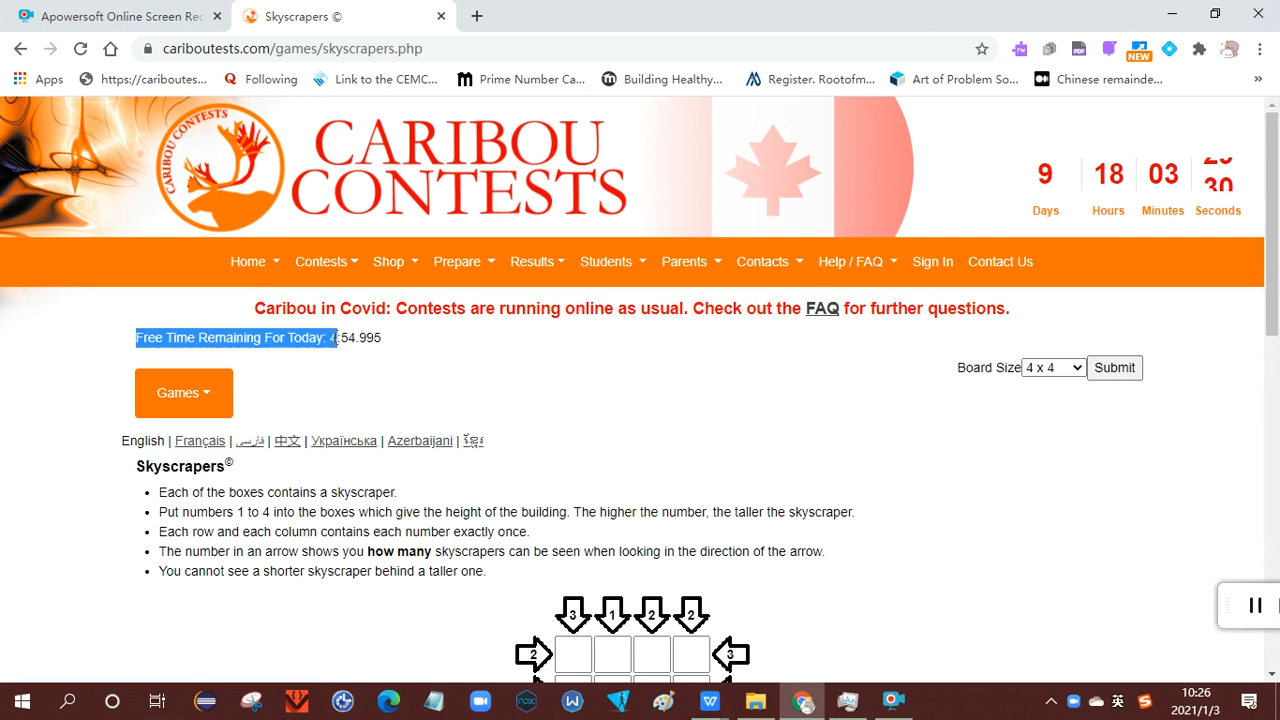 Apowersoft Online Screen Rec
Skyscrapers ©
cariboutests.com/games/skyscrapers.php
NEW
Apps https://cariboutes... Following Link to the CEMC... Prime Number Ca... Building Healthy... Register. Rootofm... Art of Problem So... Chinese remainde... »
CARIBOU CONTESTS
CARIBOU
CONTESTS
9 18 03 30
Days Hours Minutes Seconds
Home Contests Shop Prepare Results Students Parents Contacts Help / FAQ Sign In Contact Us
Caribou in Covid: Contests are running online as usual. Check out the FAQ for further questions.
Free Time Remaining For Today: 4:54.995
Board Size 4 x 4 Submit
Games
English | Français | فارسی | 中文 | Українська | Azerbaijani | ខ្មែរ
Skyscrapers©
• Each of the boxes contains a skyscraper.
• Put numbers 1 to 4 into the boxes which give the height of the building. The higher the number, the taller the skyscraper.
• Each row and each column contains each number exactly once.
• The number in an arrow shows you how many skyscrapers can be seen when looking in the direction of the arrow.
• You cannot see a shorter skyscraper behind a taller one.
3 1 2 2
2 3
nox
英
10:26
2021/1/3